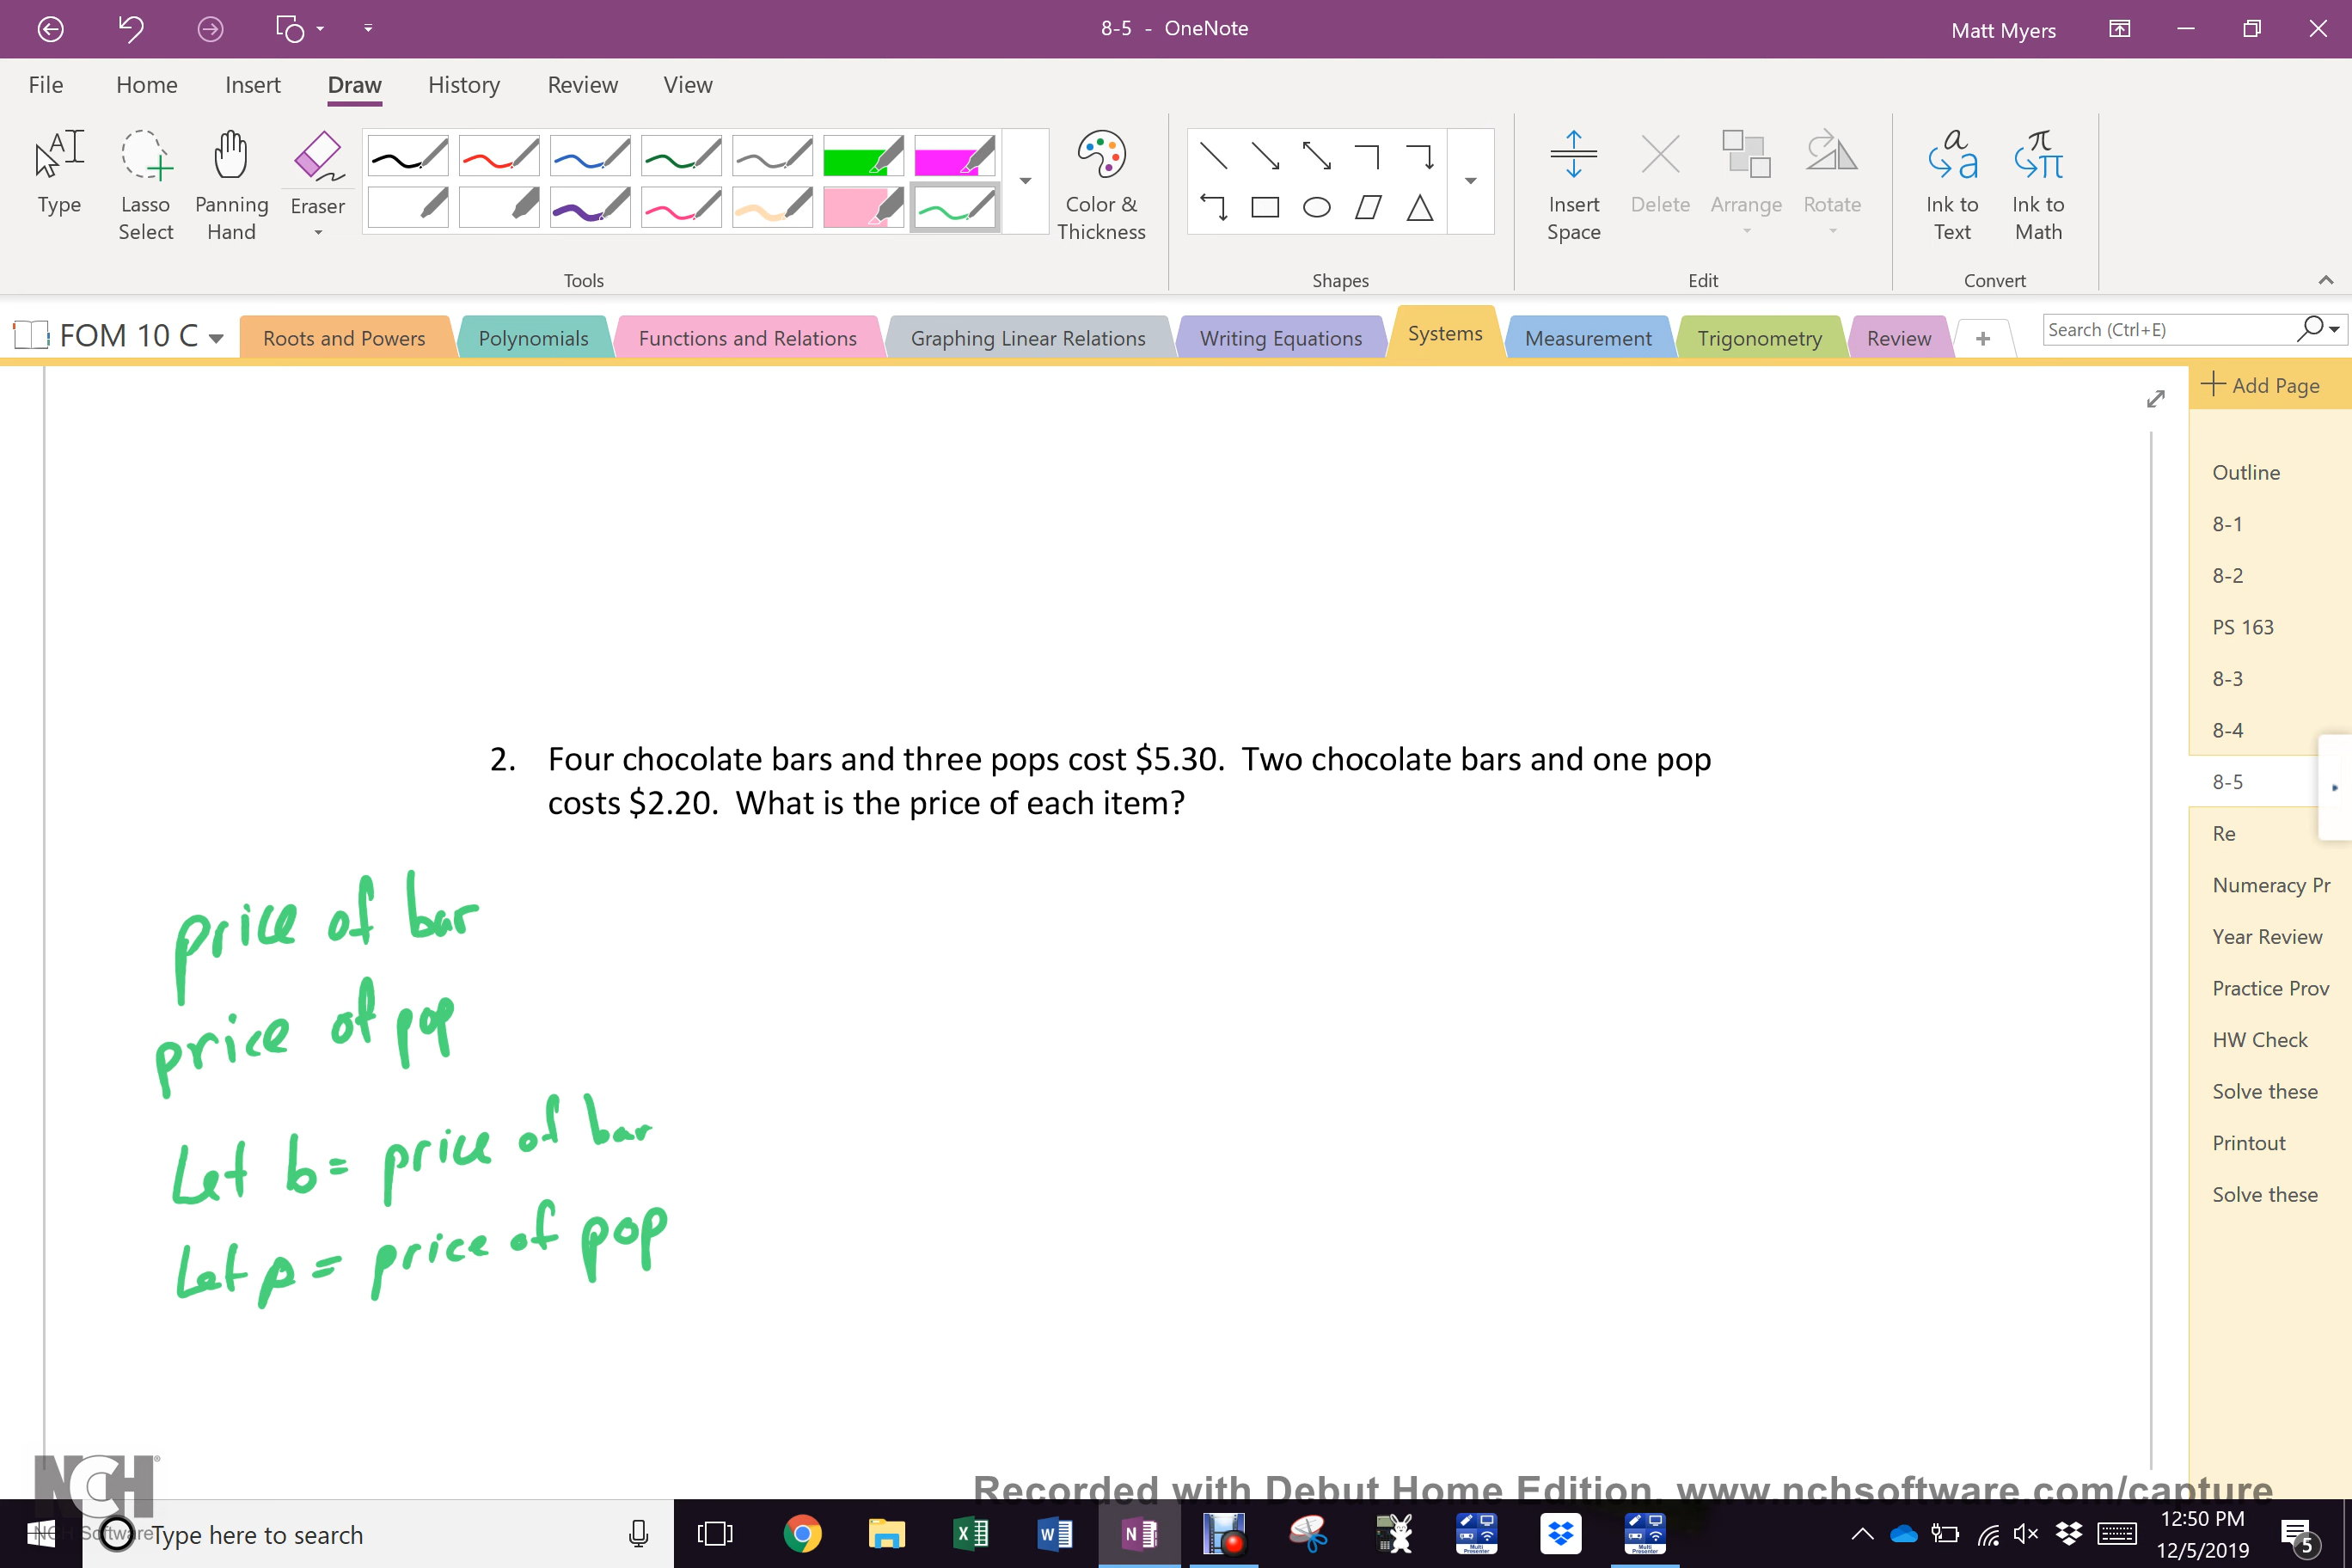 8-5 - OneNote
Matt Myers
File Home Insert Draw History Review View
Type
Lasso Select
Panning Hand
Eraser
Color & Thickness
Insert Space
Delete
Arrange
Rotate
Ink to Text
Ink to Math
Tools
Shapes
Edit
Convert
FOM 10 C
Roots and Powers
Polynomials
Functions and Relations
Graphing Linear Relations
Writing Equations
Systems
Measurement
Trigonometry
Review
Search (Ctrl+E)
Add Page
Outline
8-1
8-2
PS 163
8-3
8-4
8-5
Re
Numeracy Pr
Year Review
Practice Prov
HW Check
Solve these
Printout
Solve these
2. Four chocolate bars and three pops cost $5.30. Two chocolate bars and one pop
costs $2.20. What is the price of each item?
price of bar
price of pop
Let b = price of bar
Let p = price of pop
NCH®
NCH Software
Recorded with Debut Home Edition. www.nchsoftware.com/capture
Type here to search
12:50 PM
12/5/2019
5